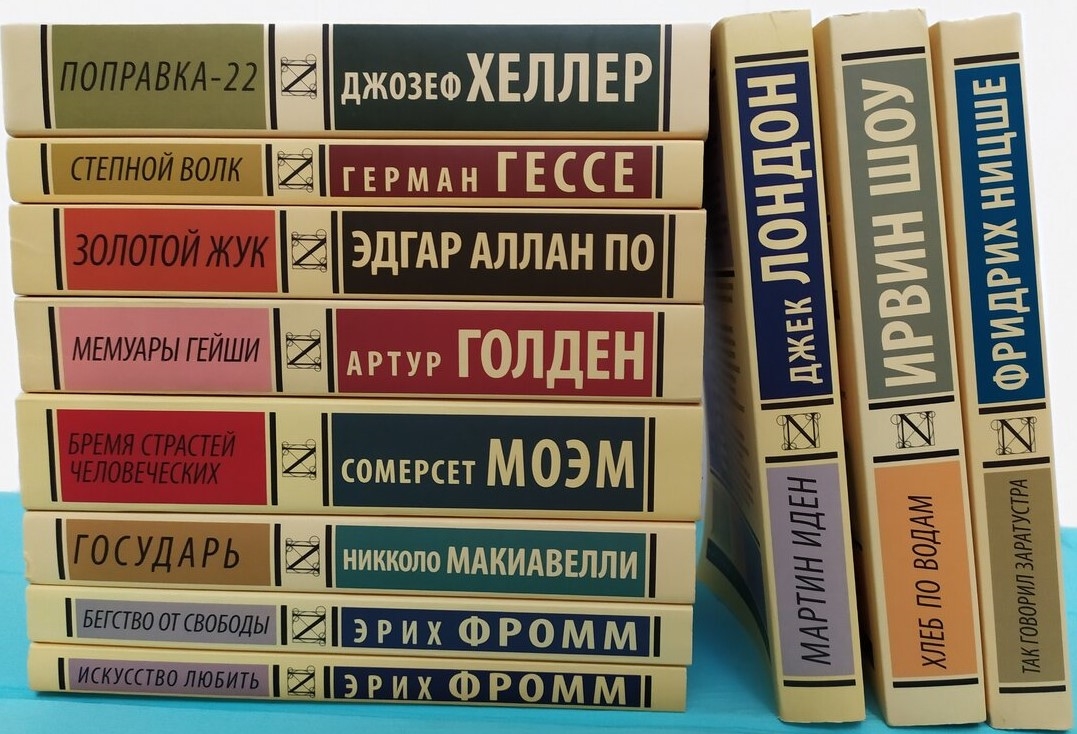 ПОПРАВКА-22 ДЖОЗЕФ ХЕЛЛЕР
СТЕПНОЙ ВОЛК ГЕРМАН ГЕССЕ
ЗОЛОТОЙ ЖУК ЭДГАР АЛЛАН ПО
МЕМУАРЫ ГЕЙШИ АРТУР ГОЛДЕН
БРЕМЯ СТРАСТЕЙ
ЧЕЛОВЕЧЕСКИХ
СОМЕРСЕТ МОЭМ
ГОСУДАРЬ НИККОЛО МАКИАВЕЛЛИ
БЕГСТВО ОТ СВОБОДЫ ЭРИХ ФРОММ
ИСКУССТВО ЛЮБИТЬ ЭРИХ ФРОММ
МАРТИН ИДЕН ДЖЕК ЛОНДОН
ХЛЕБ ПО ВОДАМ ИРВИН ШОУ
ТАК ГОВОРИЛ ЗАРАТУСТРА ФРИДРИХ НИЦШЕ